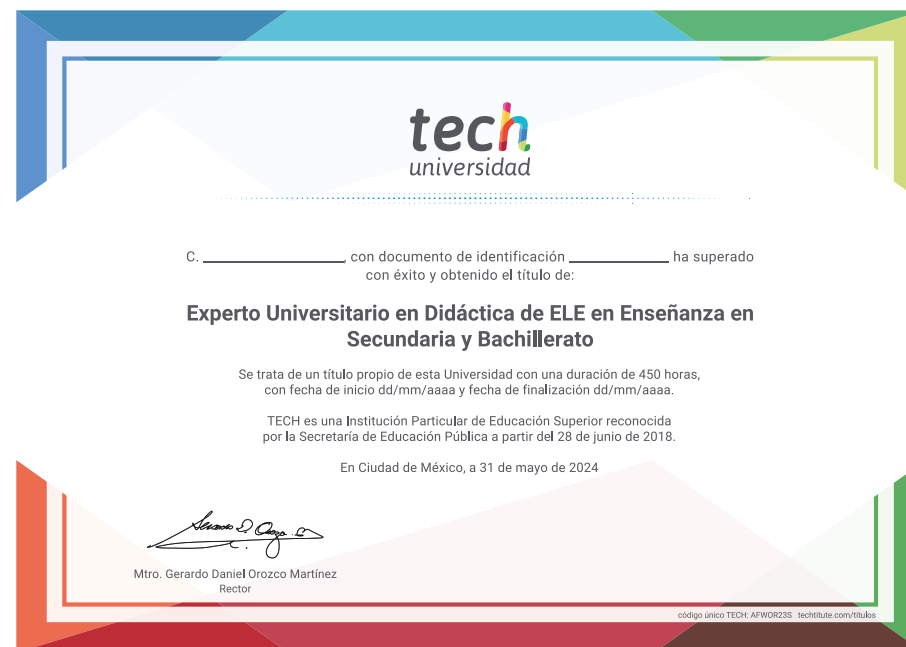 tech
universidad
C. ____________________, con documento de identificación ______________ ha superado
con éxito y obtenido el título de:
Experto Universitario en Didáctica de ELE en Enseñanza en
Secundaria y Bachillerato
Se trata de un título propio de esta Universidad con una duración de 450 horas,
con fecha de inicio dd/mm/aaaa y fecha de finalización dd/mm/aaaa.
TECH es una Institución Particular de Educación Superior reconocida
por la Secretaría de Educación Pública a partir del 28 de junio de 2018.
En Ciudad de México, a 31 de mayo de 2024
Mtro. Gerardo Daniel Orozco Martínez
Rector
código único TECH: AFWOR23S techtitute.com/titulos